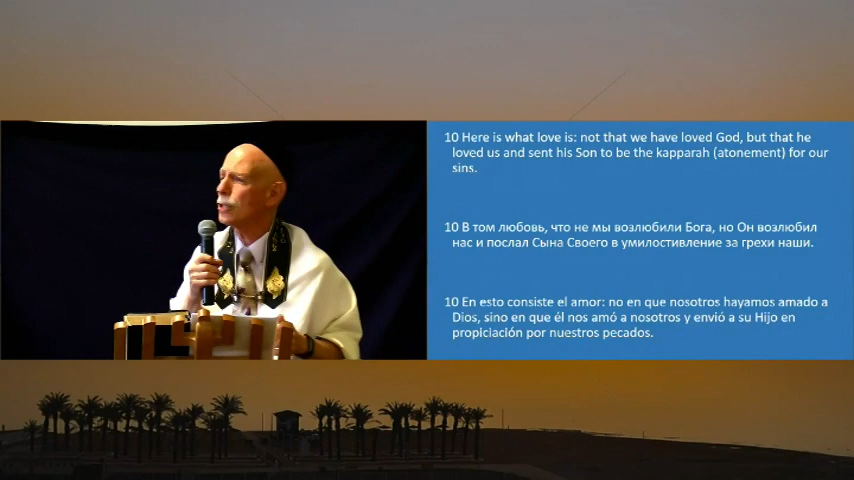 10 Here is what love is: not that we have loved God, but that he
loved us and sent his Son to be the kapparah (atonement) for our
sins.
10 В том любовь, что не мы возлюбили Бога, но Он возлюбил
нас и послал Сына Своего в умилостивление за грехи наши.
10 En esto consiste el amor: no en que nosotros hayamos amado a
Dios, sino en que él nos amó a nosotros y envió a su Hijo en
propiciación por nuestros pecados.